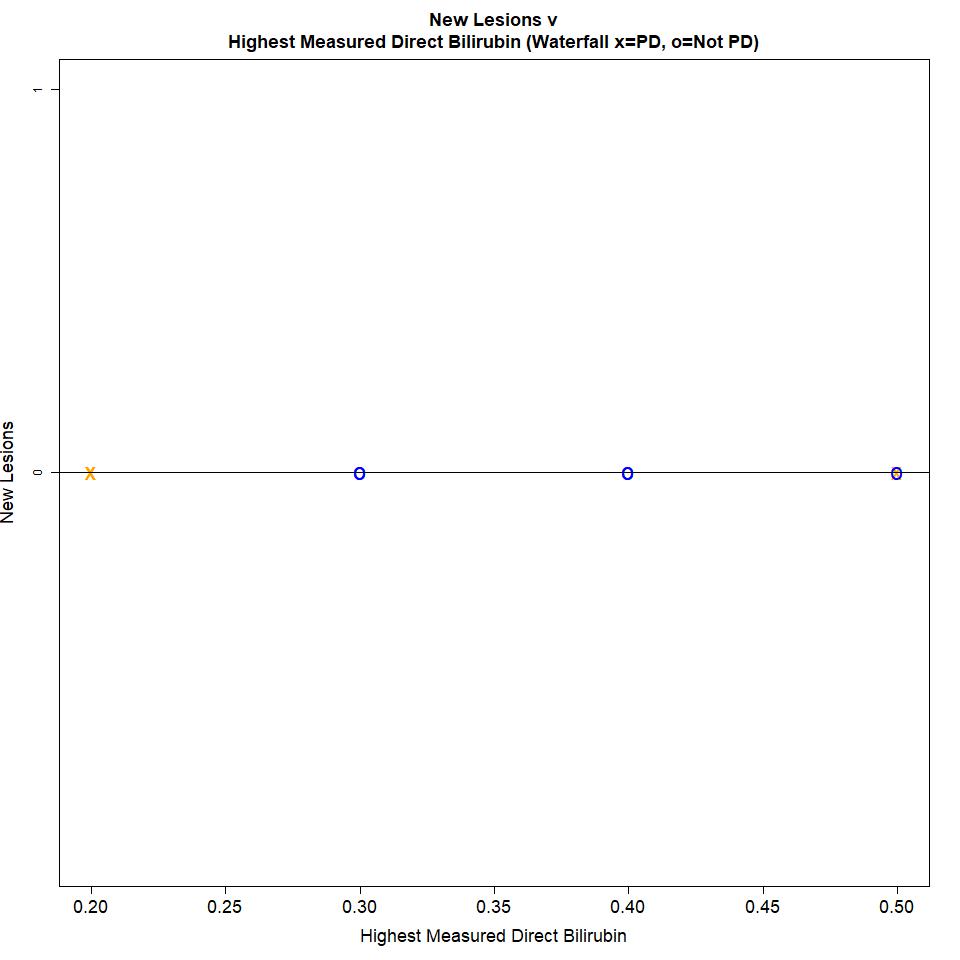 New Lesions v
Highest Measured Direct Bilirubin (Waterfall x=PD, o=Not PD)
1
New Lesions
0
x
o
o
x
o
0.20
0.25
0.30
0.35
0.40
0.45
0.50
Highest Measured Direct Bilirubin